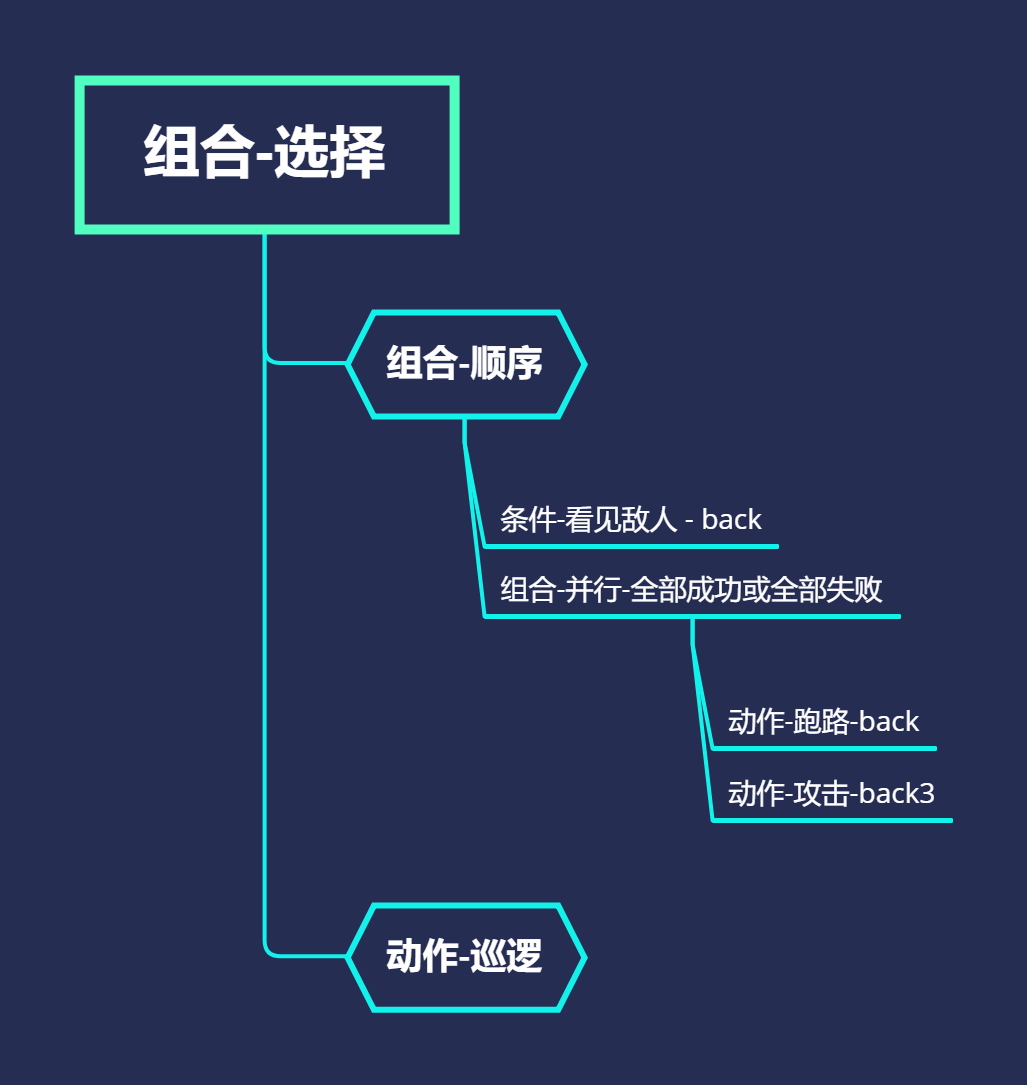 组合-选择
组合-顺序
条件-看见敌人 - back
组合-并行-全部成功或全部失败
动作-跑路-back
动作-攻击-back3
动作-巡逻